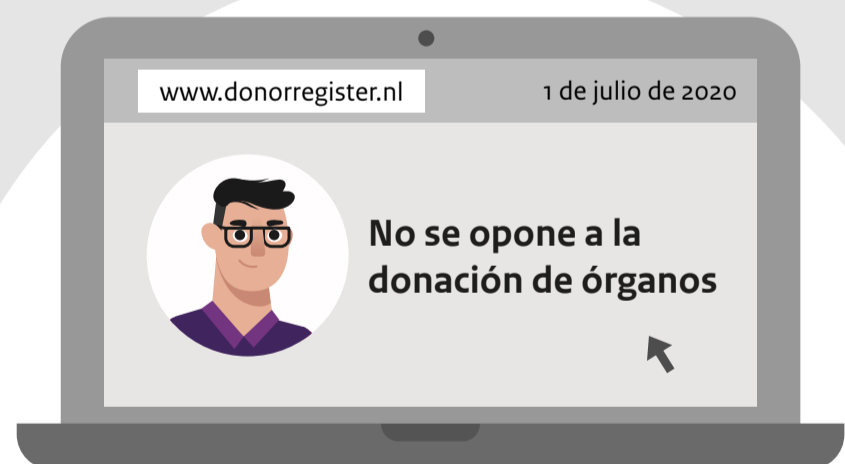 www.donorregister.nl
1 de julio de 2020
No se opone a la
donación de órganos